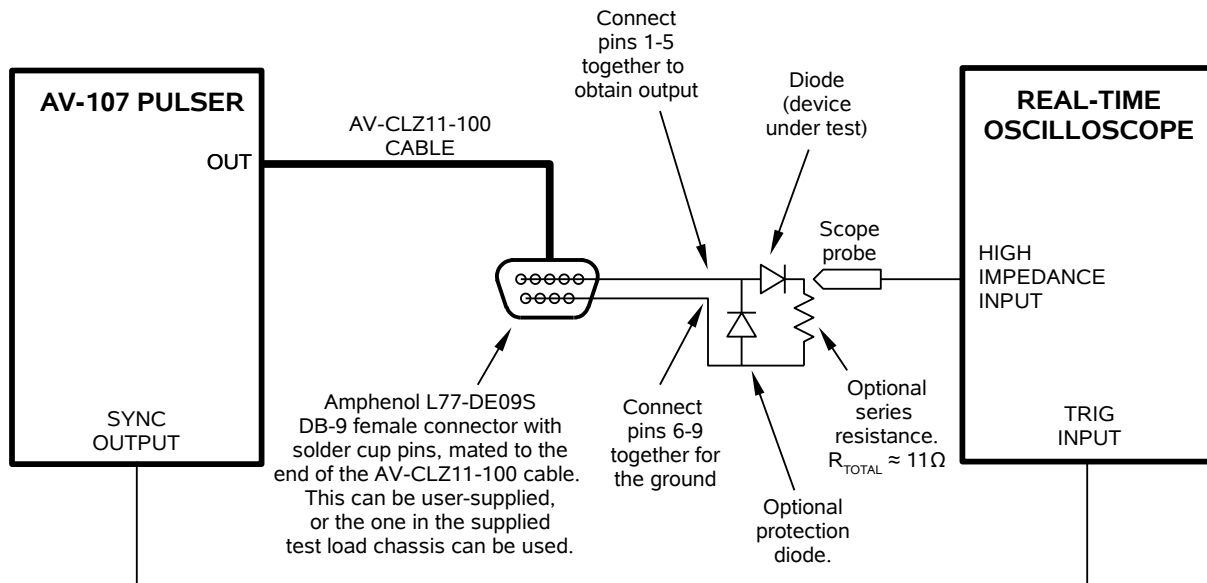 Connect
pins 1-5
together to
obtain output
Diode
(device
under test)
AV-107 PULSER
OUT
AV-CLZ11-100
CABLE
REAL-TIME
OSCILLOSCOPE
Scope
probe
HIGH
IMPEDANCE
INPUT
SYNC
OUTPUT
Amphenol L77-DE09S
DB-9 female connector with
solder cup pins, mated to the
end of the AV-CLZ11-100 cable.
This can be user-supplied,
or the one in the supplied
test load chassis can be used.
Connect
pins 6-9
together for
the ground
Optional
protection
diode.
Optional
series
resistance.
R_TOTAL ≈ 11Ω
TRIG
INPUT